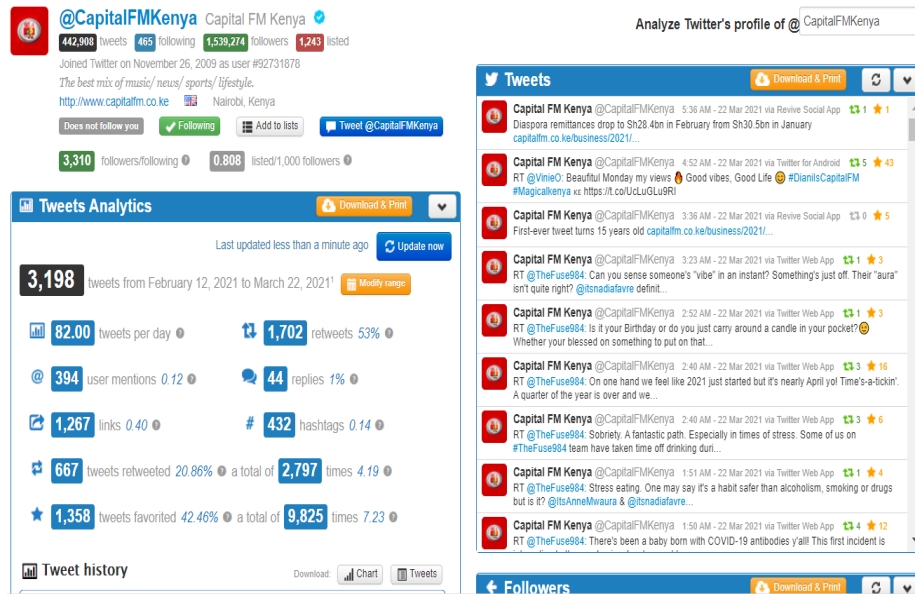 @CapitalFMKenya Capital FM Kenya
442,908 tweets 465 following 1,539,274 followers 1,243 listed
Joined Twitter on November 26, 2009 as user #92731878
The best mix of music/ news/ sports/ lifestyle.
http://www.capitalfm.co.ke Nairobi, Kenya
Does not follow you Following Add to lists Tweet @CapitalFMKenya
3,310 followers/following 0.808 listed/1,000 followers
Tweets Analytics Download & Print
Last updated less than a minute ago Update now
3,198 tweets from February 12, 2021 to March 22, 2021¹ Modify range
82.00 tweets per day 1,702 retweets 53%
@ 394 user mentions 0.12 44 replies 1%
1,267 links 0.40 # 432 hashtags 0.14
667 tweets retweeted 20.86% a total of 2,797 times 4.19
1,358 tweets favorited 42.46% a total of 9,825 times 7.23
Tweet history Download: Chart Tweets
Analyze Twitter's profile of @ CapitalFMKenya
Tweets Download & Print
Capital FM Kenya @CapitalFMKenya 5:36 AM - 22 Mar 2021 via Revive Social App 1 1
Diaspora remittances drop to Sh28.4bn in February from Sh30.5bn in January
capitalfm.co.ke/business/2021/...
Capital FM Kenya @CapitalFMKenya 4:52 AM - 22 Mar 2021 via Twitter for Android 5 43
RT @VinieO: Beautiful Monday my views 🔥 Good vibes, Good Life 😊 #DianiIsCapitalFM
#Magicalkenya KE https://t.co/UcLuGLu9RI
Capital FM Kenya @CapitalFMKenya 3:36 AM - 22 Mar 2021 via Revive Social App 0 5
First-ever tweet turns 15 years old capitalfm.co.ke/business/2021/...
Capital FM Kenya @CapitalFMKenya 3:23 AM - 22 Mar 2021 via Twitter Web App 1 3
RT @TheFuse984: Can you sense someone's "vibe" in an instant? Something's just off. Their "aura"
isn't quite right? @itsnadiafavre definit...
Capital FM Kenya @CapitalFMKenya 2:52 AM - 22 Mar 2021 via Twitter Web App 1 3
RT @TheFuse984: Is it your Birthday or do you just carry around a candle in your pocket?😉
Whether your blessed on something to put on that...
Capital FM Kenya @CapitalFMKenya 2:40 AM - 22 Mar 2021 via Twitter Web App 3 16
RT @TheFuse984: On one hand we feel like 2021 just started but it's nearly April yo! Time's-a-tickin'.
A quarter of the year is over and we...
Capital FM Kenya @CapitalFMKenya 2:40 AM - 22 Mar 2021 via Twitter Web App 3 6
RT @TheFuse984: Sobriety. A fantastic path. Especially in times of stress. Some of us on
#TheFuse984 team have taken time off drinking duri...
Capital FM Kenya @CapitalFMKenya 1:51 AM - 22 Mar 2021 via Twitter Web App 1 4
RT @TheFuse984: Stress eating. One may say it's a habit safer than alcoholism, smoking or drugs
but is it? @ItsAnneMwaura & @itsnadiafavre...
Capital FM Kenya @CapitalFMKenya 1:50 AM - 22 Mar 2021 via Twitter Web App 4 12
RT @TheFuse984: There's been a baby born with COVID-19 antibodies y'all! This first incident is
Followers Download & Print